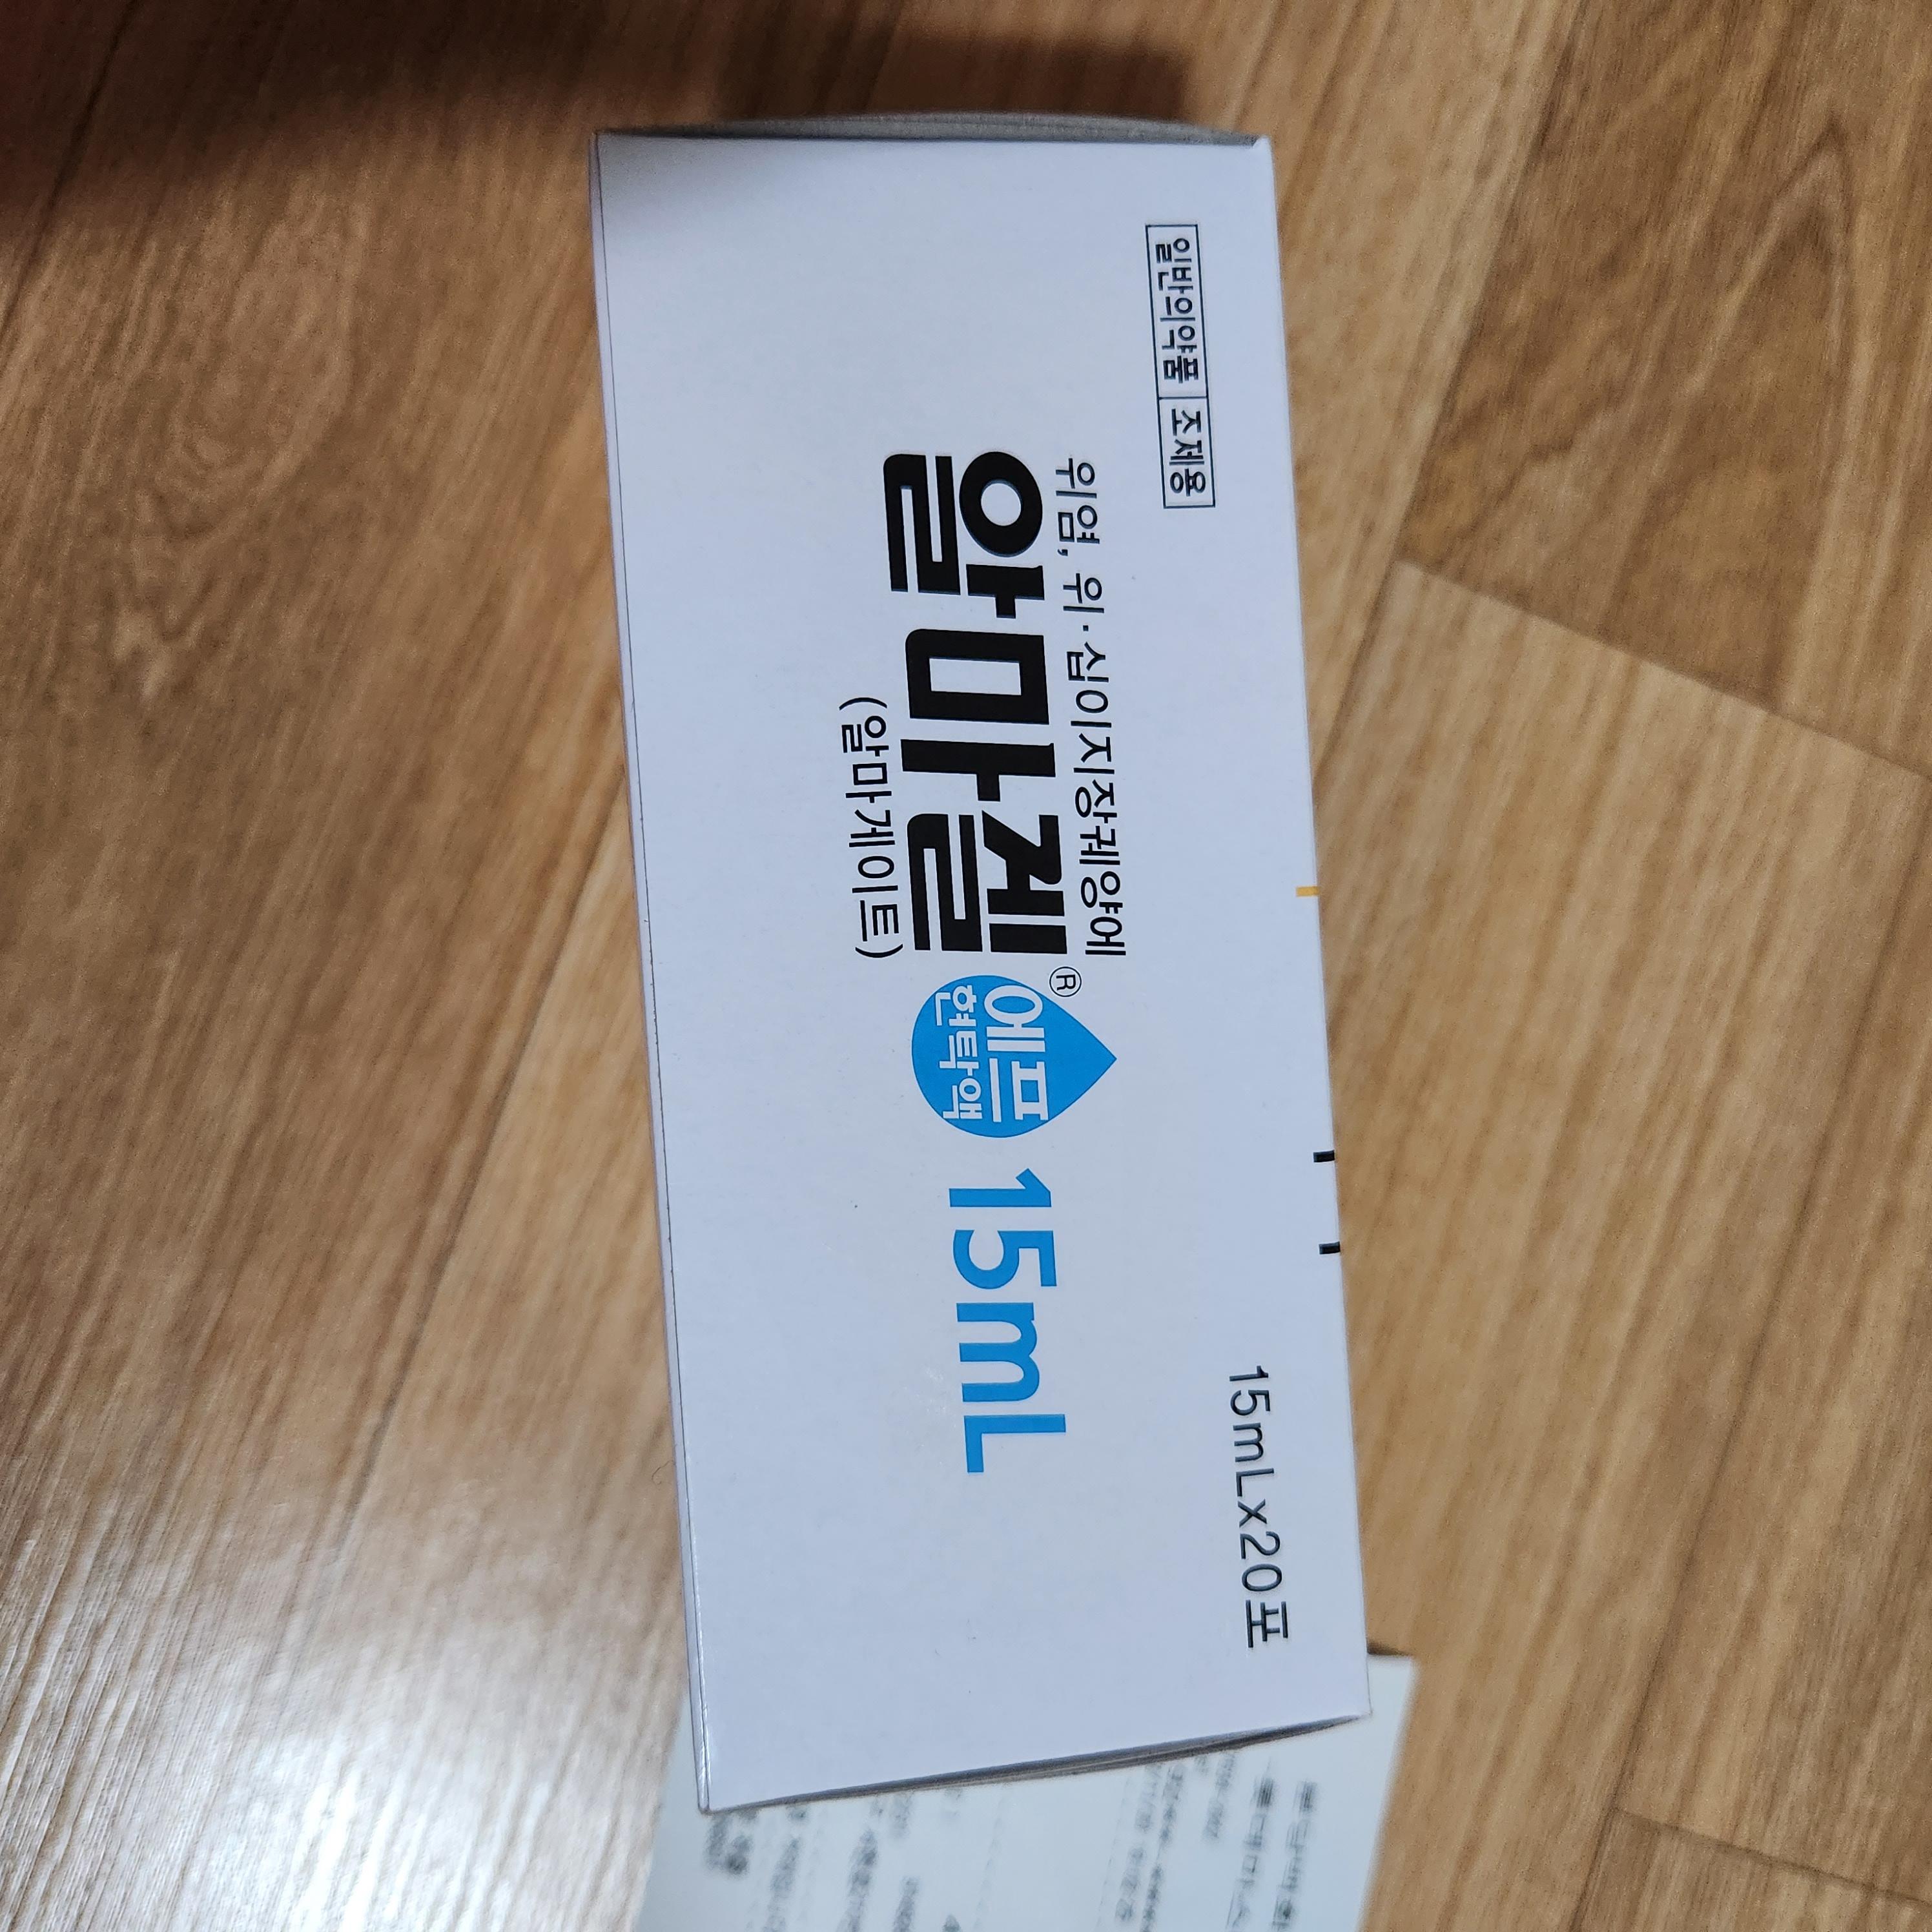 일반의약품 조제용
위염, 위·십이지장궤양에
알마겔® 에프 현탁액 15mL
(알마게이트)
15mLx20포